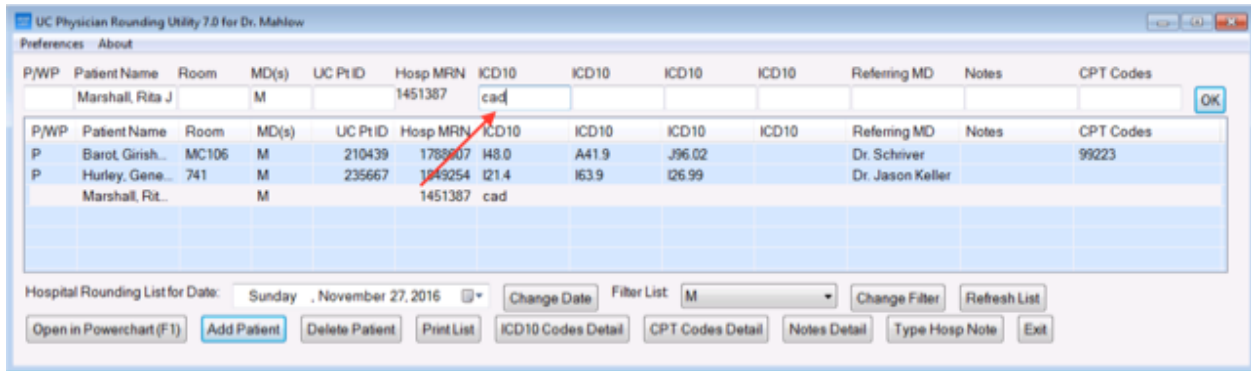 UC Physician Rounding Utility 7.0 for Dr. Mahlow
Preferences About
P/WP Patient Name Room MD(s) UC Pt ID Hosp MRN ICD10 ICD10 ICD10 ICD10 Referring MD Notes CPT Codes
Marshall, Rita J M 1451387 cad OK
P/WP Patient Name Room MD(s) UC Pt ID Hosp MRN ICD10 ICD10 ICD10 ICD10 Referring MD Notes CPT Codes
P Barot, Girish... MC106 M 210439 I48.0 A41.9 J96.02 Dr. Schriver 99223
P Hurley, Gene... 741 M 235667 1849254 I21.4 I63.9 I26.99 Dr. Jason Keller
Marshall, Rit... M 1451387 cad
Hospital Rounding List for Date: Sunday , November 27, 2016 Change Date Filter List: M Change Filter Refresh List
Open in Powerchart (F1) Add Patient Delete Patient Print List ICD10 Codes Detail CPT Codes Detail Notes Detail Type Hosp Note Exit